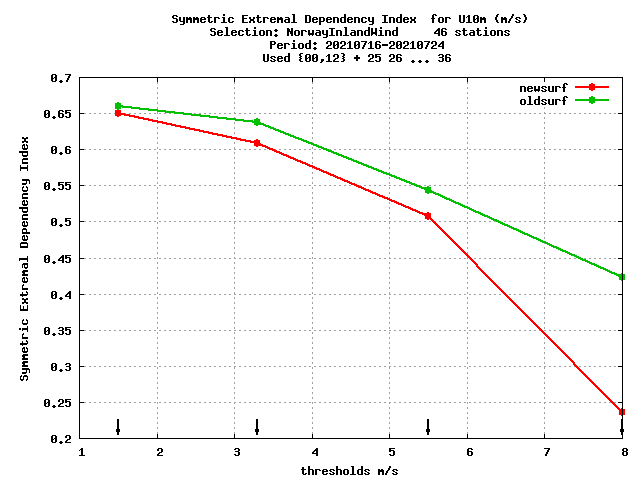 Symmetric Extremal Dependency Index  for U10m (m/s)
Selection: NorwayInlandWind     46 stations
Period: 20210716-20210724
Used {00,12} + 25 26 ... 36
newsurf
oldsurf
Symmetric Extremal Dependency Index
0.7
0.65
0.6
0.55
0.5
0.45
0.4
0.35
0.3
0.25
0.2
1 2 3 4 5 6 7 8
thresholds m/s